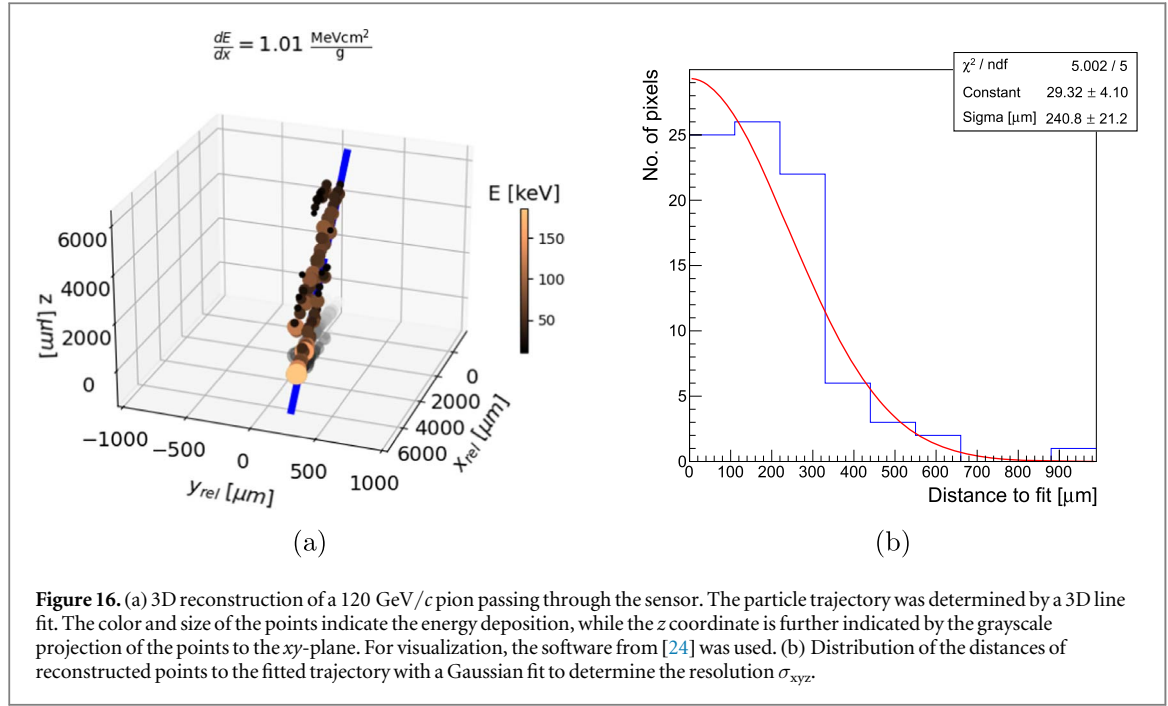 dE/dx = 1.01 MeVcm²/g
E [keV]
150
100
50
6000
4000
2000
0
z [μm]
−1000
−500
0
500
1000
y_rel [μm]
0
2000
4000
6000
x_rel [μm]
(a)
χ² / ndf 5.002 / 5
Constant 29.32 ± 4.10
Sigma [μm] 240.8 ± 21.2
No. of pixels
25
20
15
10
5
0
0 100 200 300 400 500 600 700 800 900
Distance to fit [μm]
(b)
Figure 16. (a) 3D reconstruction of a 120 GeV/c pion passing through the sensor. The particle trajectory was determined by a 3D line
fit. The color and size of the points indicate the energy deposition, while the z coordinate is further indicated by the grayscale
projection of the points to the xy-plane. For visualization, the software from [24] was used. (b) Distribution of the distances of
reconstructed points to the fitted trajectory with a Gaussian fit to determine the resolution σ_xyz.